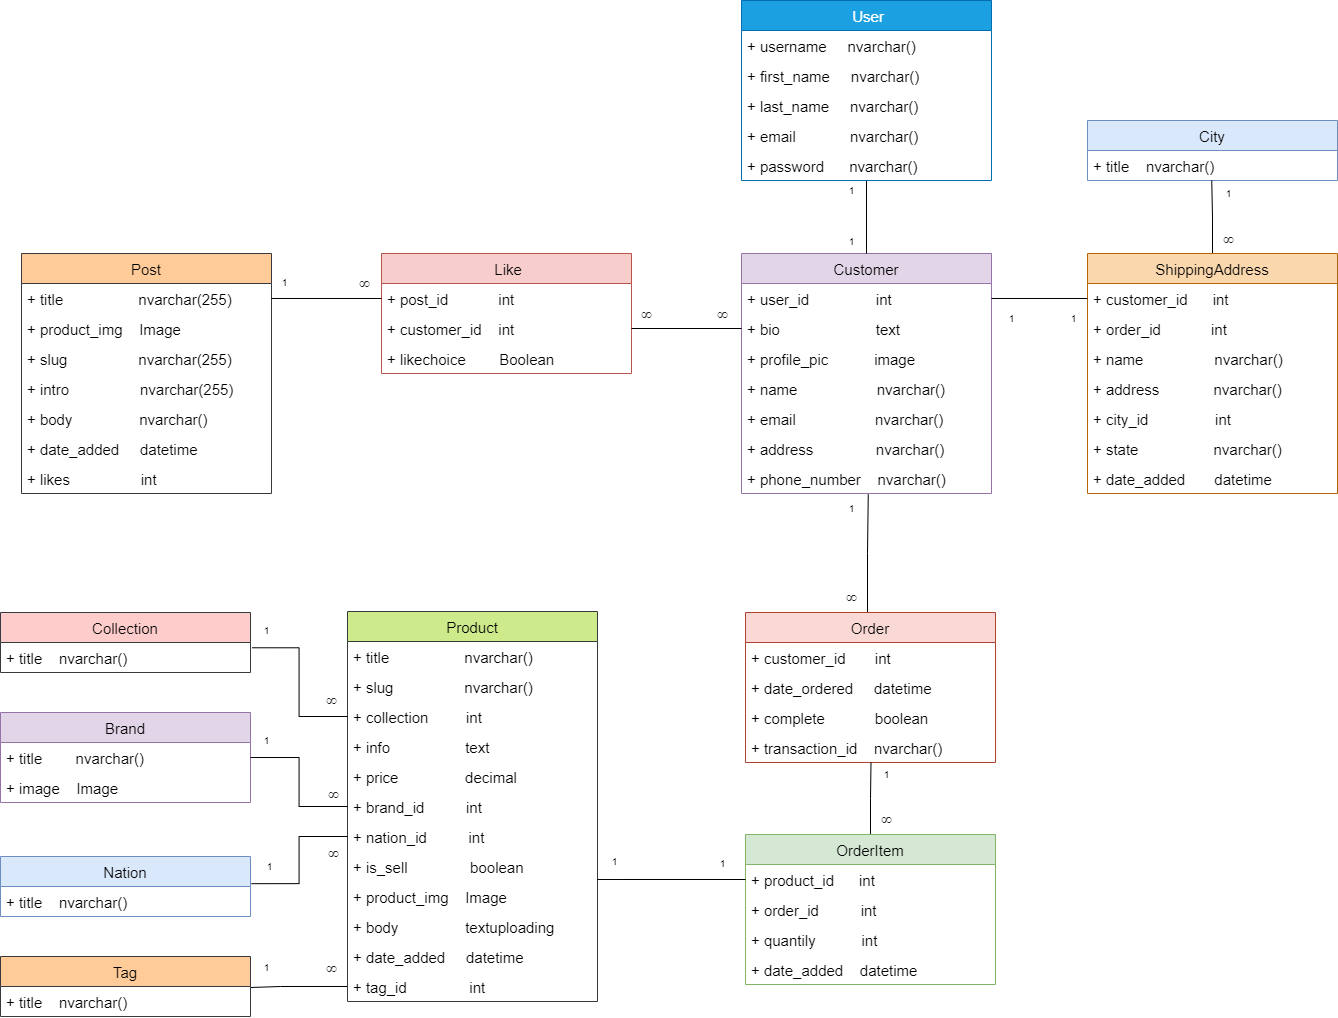 User
+ username nvarchar()
+ first_name nvarchar()
+ last_name nvarchar()
+ email nvarchar()
+ password nvarchar()
1
1
City
+ title nvarchar()
1
∞
Post
+ title nvarchar(255)
+ product_img Image
+ slug nvarchar(255)
+ intro nvarchar(255)
+ body nvarchar()
+ date_added datetime
+ likes int
1
∞
Like
+ post_id int
+ customer_id int
+ likechoice Boolean
∞
∞
Customer
+ user_id int
+ bio text
+ profile_pic image
+ name nvarchar()
+ email nvarchar()
+ address nvarchar()
+ phone_number nvarchar()
1
1
ShippingAddress
+ customer_id int
+ order_id int
+ name nvarchar()
+ address nvarchar()
+ city_id int
+ state nvarchar()
+ date_added datetime
1
∞
Collection
+ title nvarchar()
1
∞
Brand
+ title nvarchar()
+ image Image
1
∞
Nation
+ title nvarchar()
1
∞
Tag
+ title nvarchar()
1
∞
Product
+ title nvarchar()
+ slug nvarchar()
+ collection int
+ info text
+ price decimal
+ brand_id int
+ nation_id int
+ is_sell boolean
+ product_img Image
+ body textuploading
+ date_added datetime
+ tag_id int
1
1
Order
+ customer_id int
+ date_ordered datetime
+ complete boolean
+ transaction_id nvarchar()
1
∞
OrderItem
+ product_id int
+ order_id int
+ quantily int
+ date_added datetime